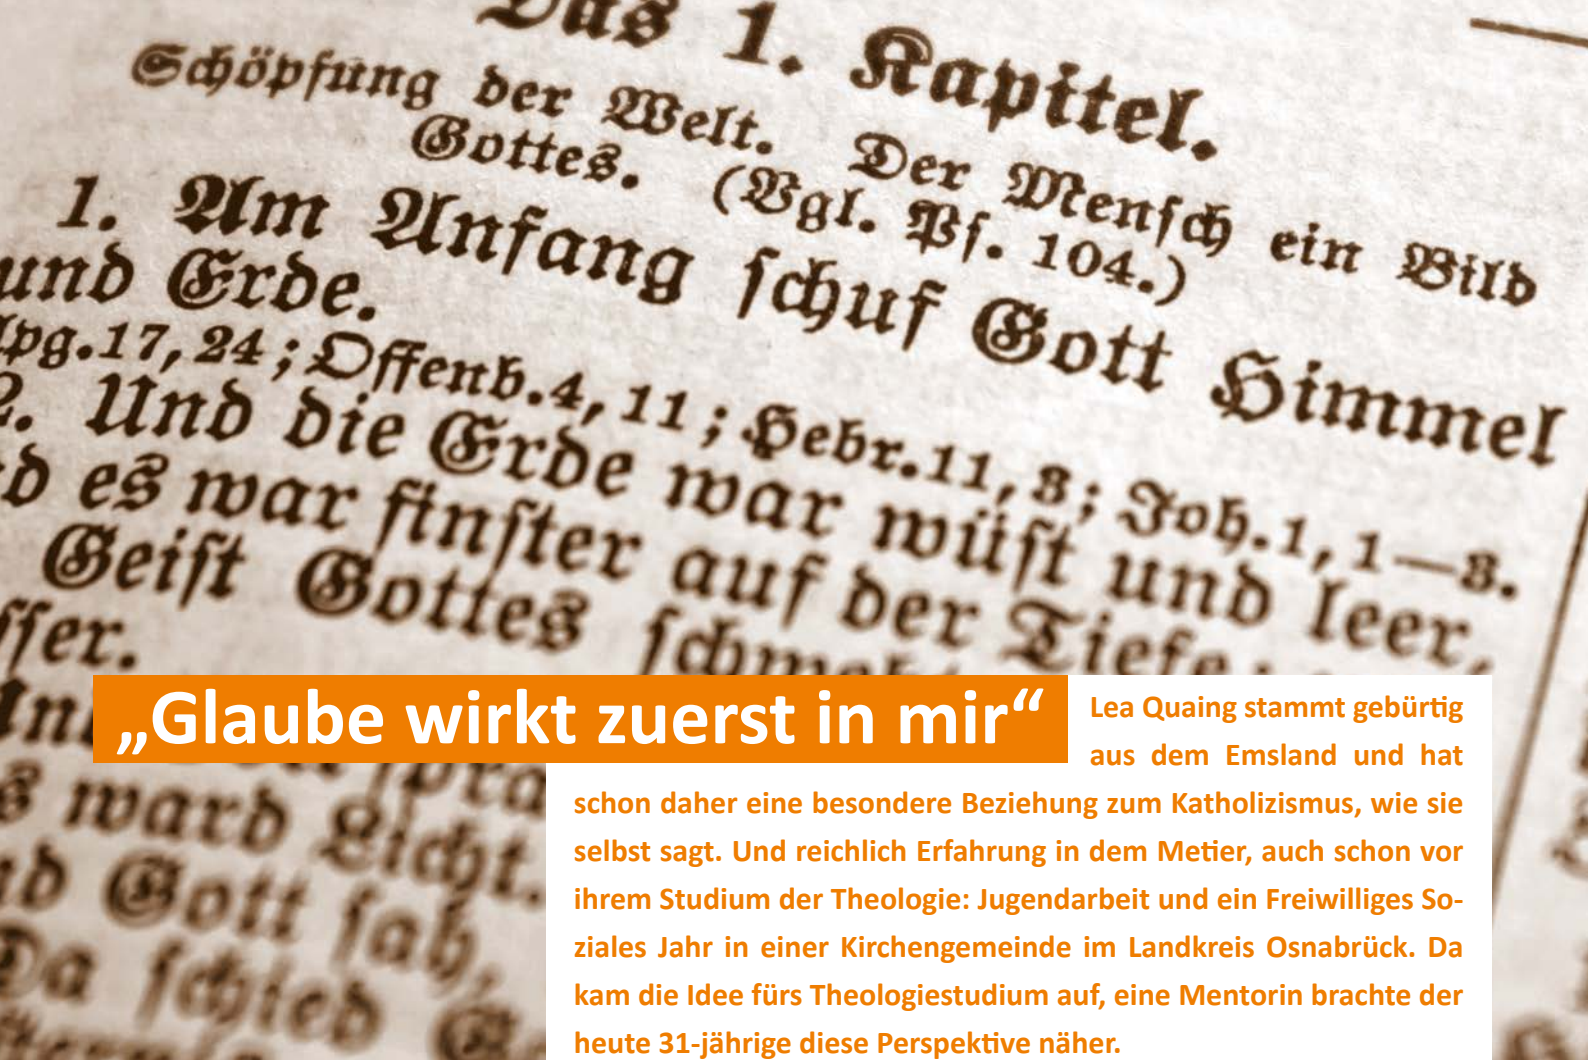 Das 1. Kapitel.
Schöpfung der Welt. Der Mensch ein Bild
Gottes. (Vgl. Ps. 104.)
1. Am Anfang schuf Gott Himmel
und Erde.
pg.17,24; Offenb.4,11; Hebr.11,3; Joh.1,1—3.
2. Und die Erde war wüst und leer,
es war finster auf der Tiefe
Geist Gottes
sser.
„Glaube wirkt zuerst in mir“
Lea Quaing stammt gebürtig
aus dem Emsland und hat
schon daher eine besondere Beziehung zum Katholizismus, wie sie
selbst sagt. Und reichlich Erfahrung in dem Metier, auch schon vor
ihrem Studium der Theologie: Jugendarbeit und ein Freiwilliges So-
ziales Jahr in einer Kirchengemeinde im Landkreis Osnabrück. Da
kam die Idee fürs Theologiestudium auf, eine Mentorin brachte der
heute 31-jährige diese Perspektive näher.
ward Licht.
Gott sah,
Da schied